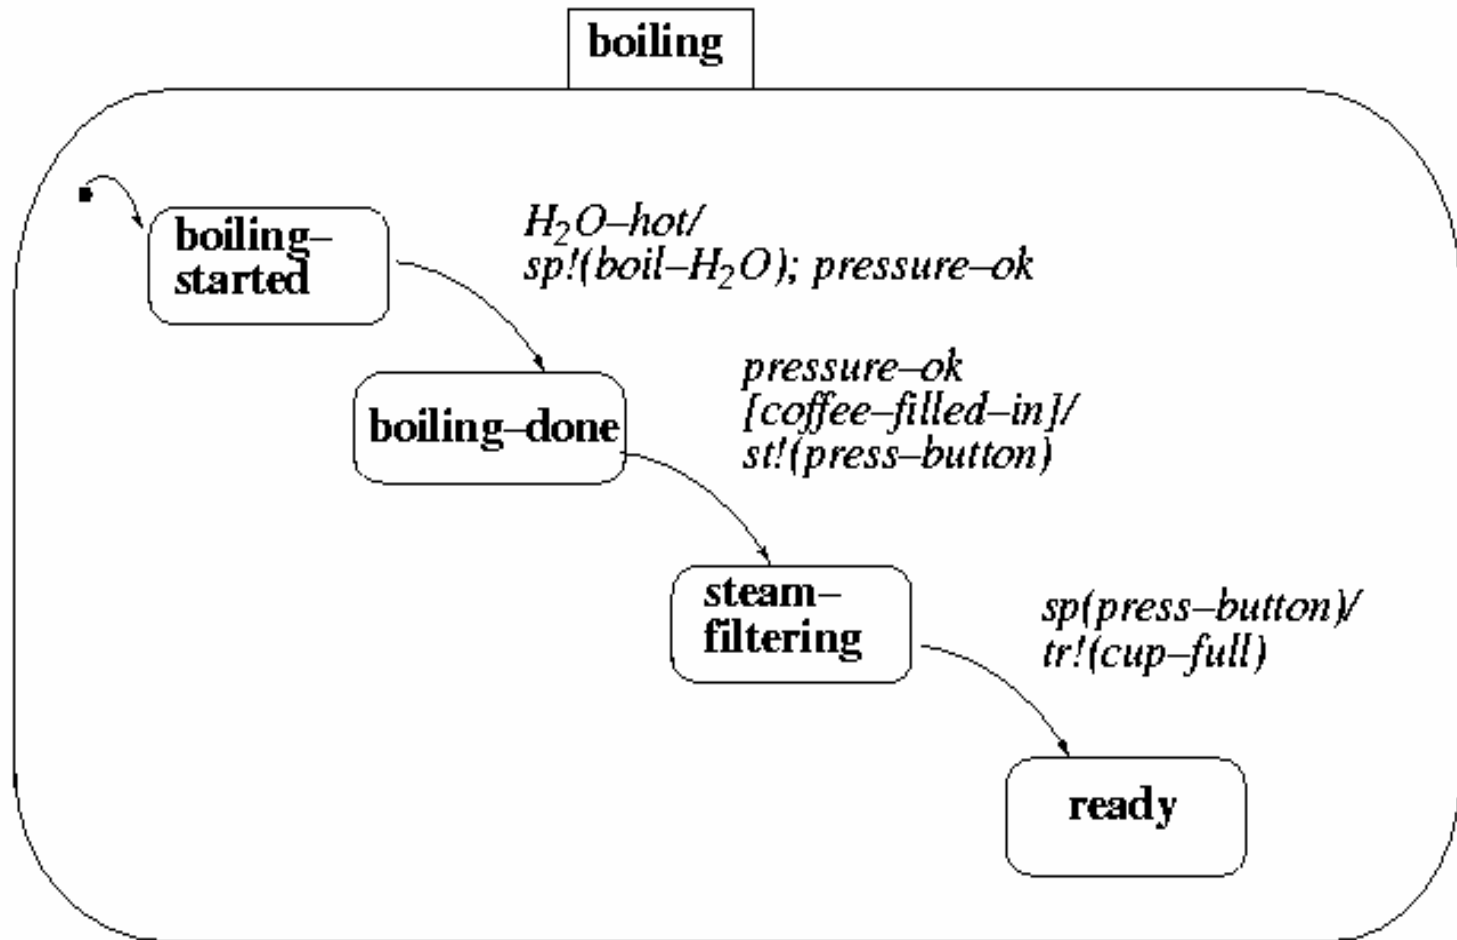 boiling
boiling–
started
H₂O–hot/
sp!(boil–H₂O); pressure–ok
boiling–done
pressure–ok
[coffee–filled–in]/
st!(press–button)
steam–
filtering
sp(press–button)/
tr!(cup–full)
ready